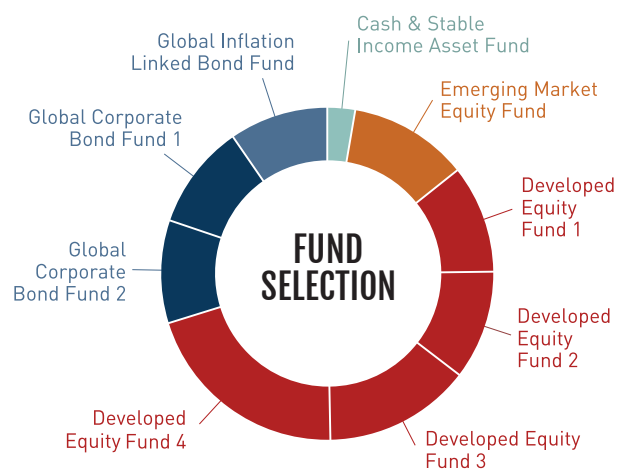 Cash & Stable
Income Asset Fund
Emerging Market
Equity Fund
Developed
Equity
Fund 1
Developed
Equity
Fund 2
Developed Equity
Fund 3
Developed
Equity Fund 4
Global
Corporate
Bond Fund 2
Global Corporate
Bond Fund 1
Global Inflation
Linked Bond Fund
FUND
SELECTION